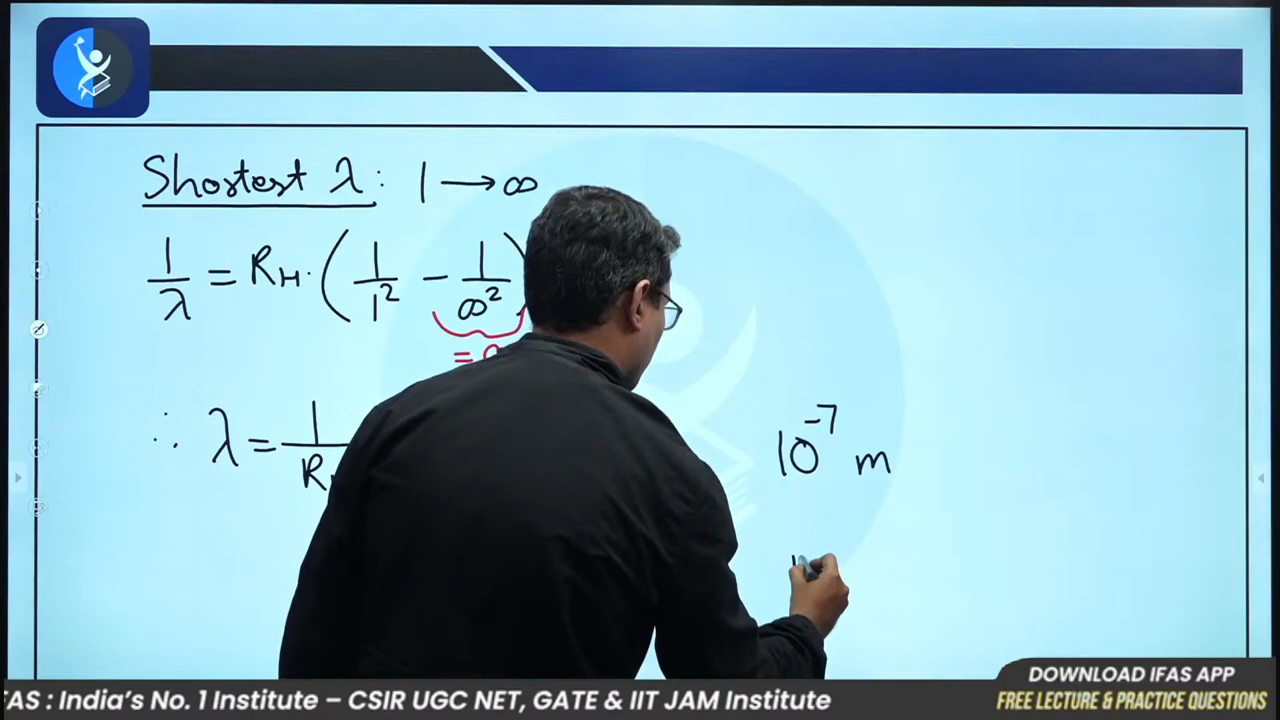 Shortest λ : 1 → ∞
1/λ = R_H · ( 1/1² − 1/∞² )
=
∴ λ = 1/R
10⁻⁷ m
DOWNLOAD IFAS APP
FREE LECTURE & PRACTICE QUESTIONS
FAS : India's No. 1 Institute – CSIR UGC NET, GATE & IIT JAM Institute